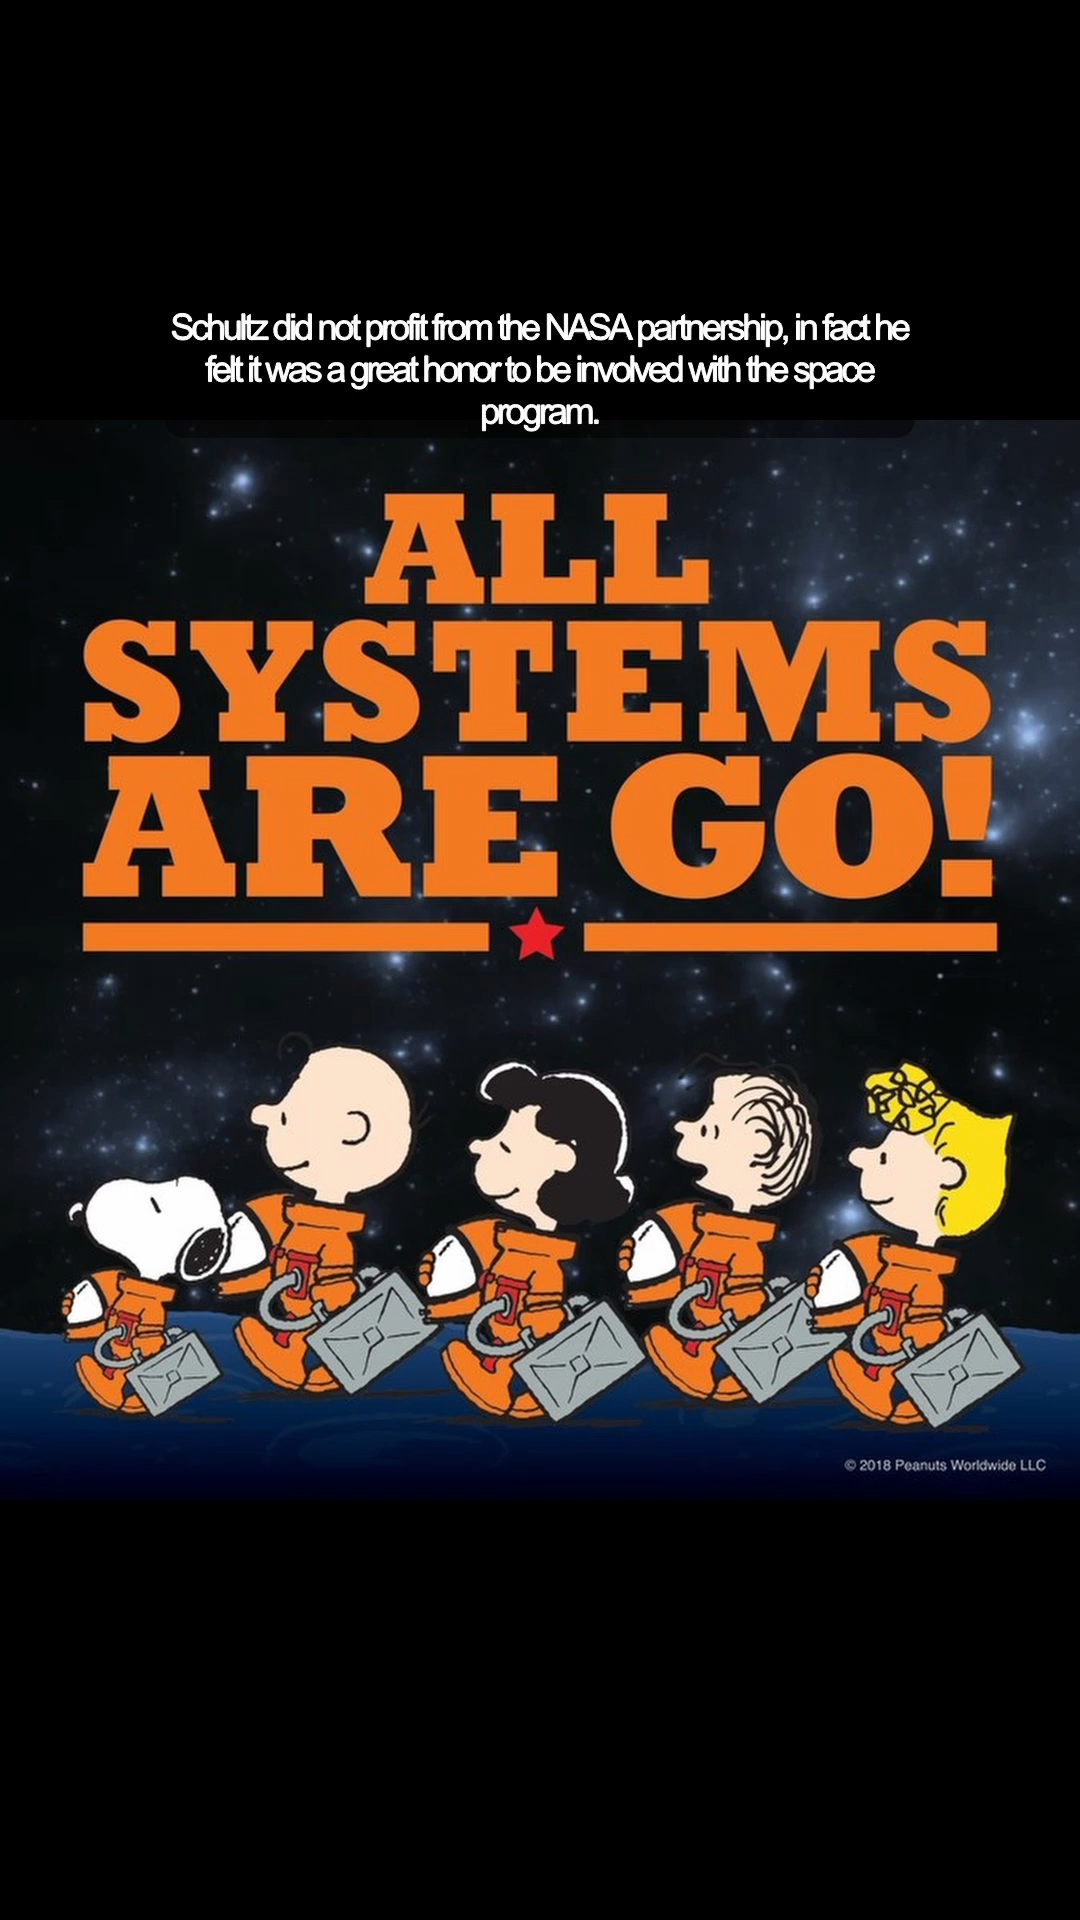 Schultz did not profit from the NASA partnership, in fact he
felt it was a great honor to be involved with the space
program.
ALL
SYSTEMS
ARE GO!
© 2018 Peanuts Worldwide LLC